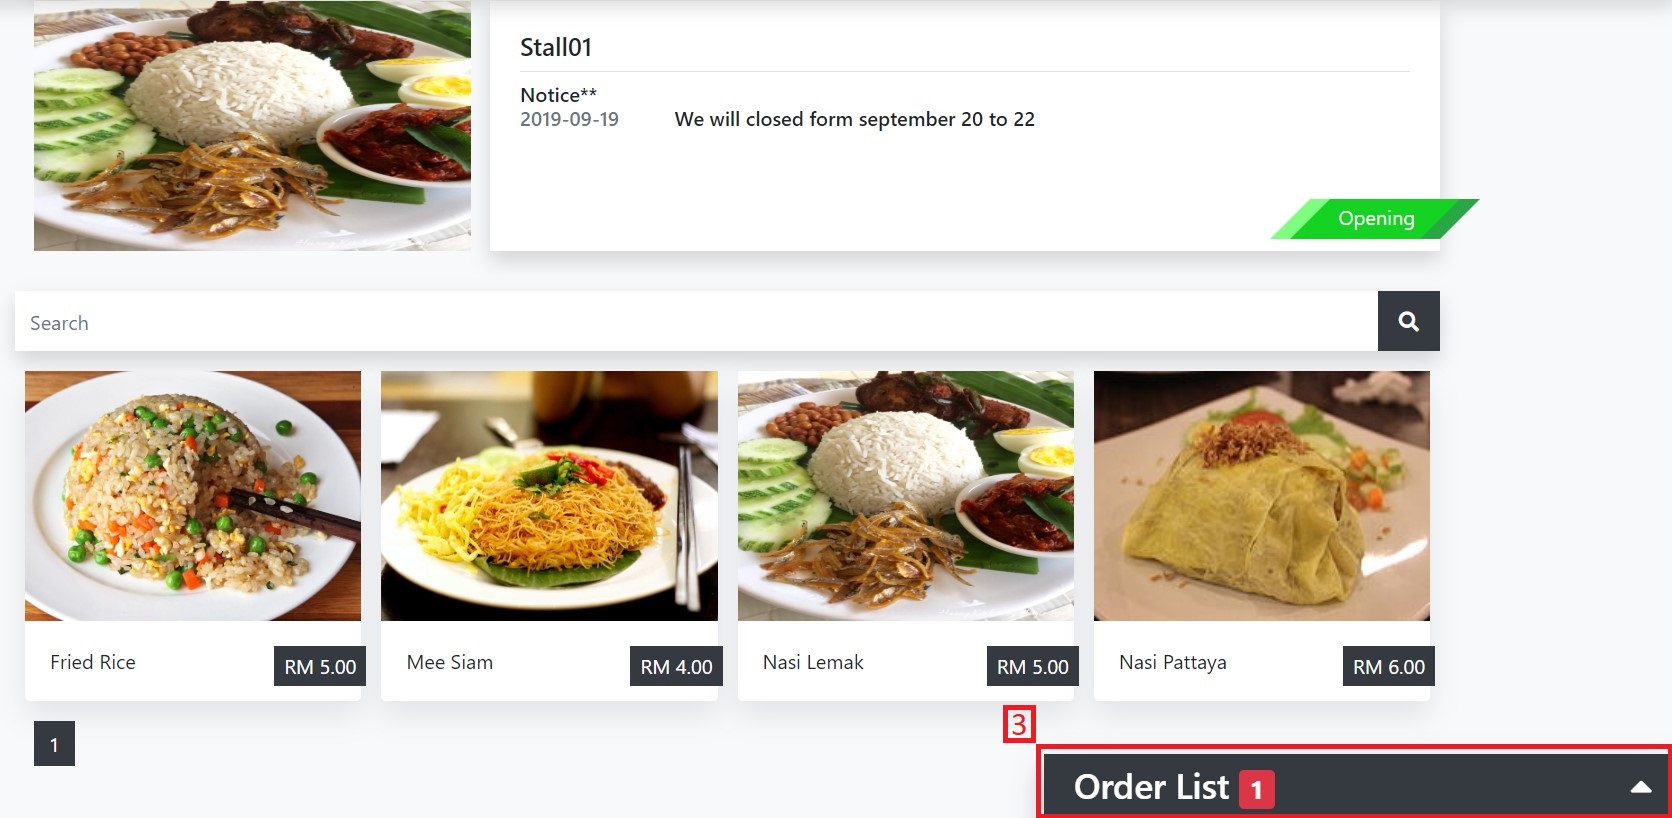 Stall01
Notice**
2019-09-19 We will closed form september 20 to 22
Opening
Search
Fried Rice RM 5.00
Mee Siam RM 4.00
Nasi Lemak RM 5.00
Nasi Pattaya RM 6.00
3
1
Order List 1